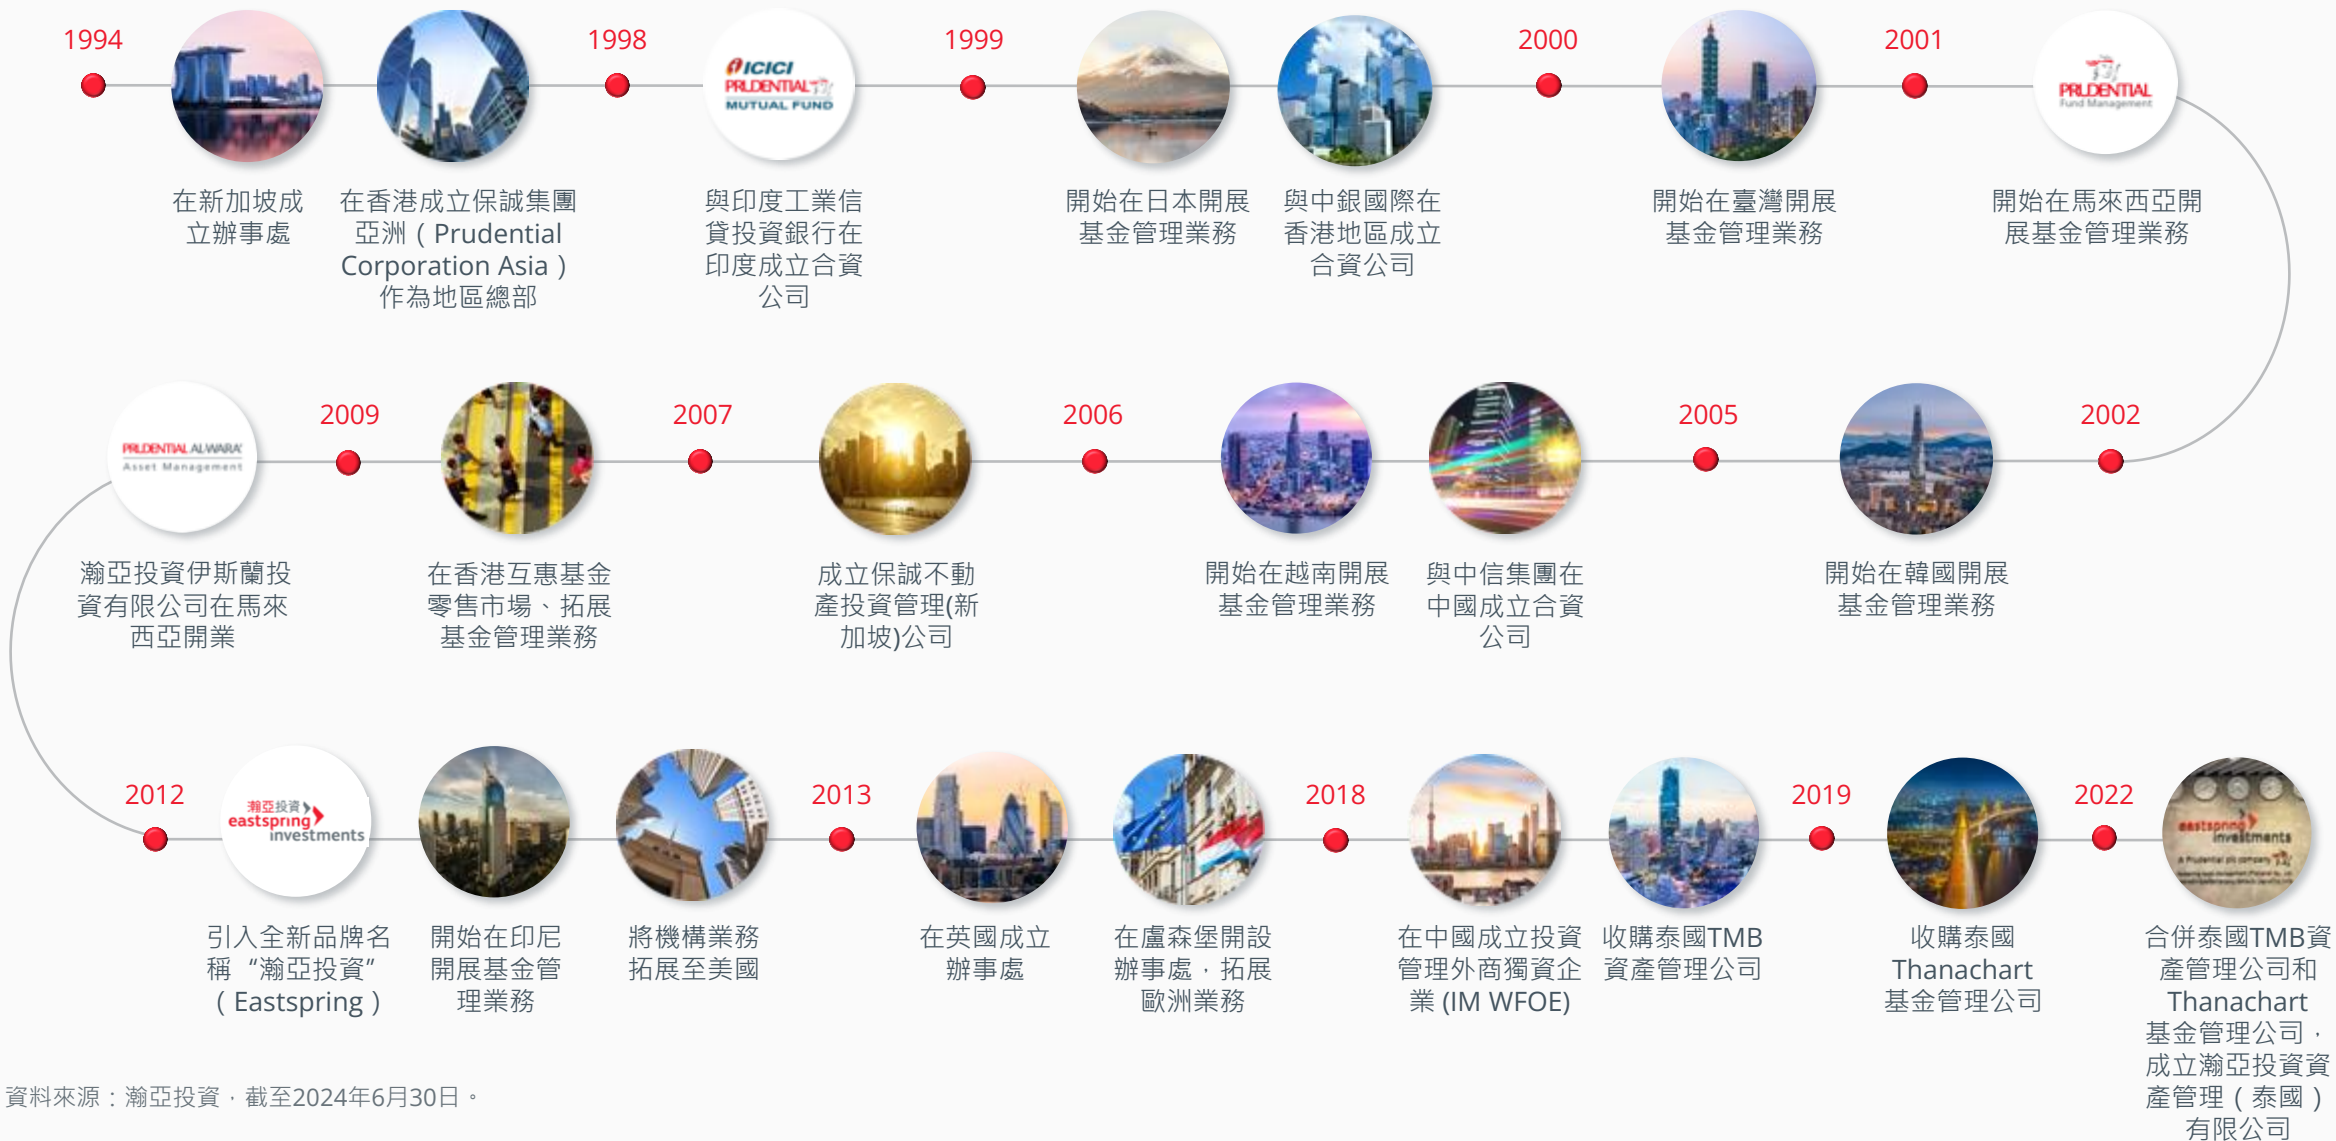 1994
在新加坡成
立辦事處
在香港成立保誠集團
亞洲（Prudential
Corporation Asia）
作為地區總部
1998
ICICI
PRUDENTIAL
MUTUAL FUND
與印度工業信
貸投資銀行在
印度成立合資
公司
1999
開始在日本開展
基金管理業務
與中銀國際在
香港地區成立
合資公司
2000
開始在臺灣開展
基金管理業務
2001
PRUDENTIAL
Fund Management
開始在馬來西亞開
展基金管理業務
2002
開始在韓國開展
基金管理業務
2005
與中信集團在
中國成立合資
公司
開始在越南開展
基金管理業務
2006
成立保誠不動
產投資管理(新
加坡)公司
2007
在香港互惠基金
零售市場、拓展
基金管理業務
2009
PRUDENTIAL AL-WARA'
Asset Management
瀚亞投資伊斯蘭投
資有限公司在馬來
西亞開業
2012
瀚亞投資
eastspring
investments
引入全新品牌名
稱“瀚亞投資”
（Eastspring）
開始在印尼
開展基金管
理業務
將機構業務
拓展至美國
2013
在英國成立
辦事處
在盧森堡開設
辦事處，拓展
歐洲業務
2018
在中國成立投資
管理外商獨資企
業 (IM WFOE)
收購泰國TMB
資產管理公司
2019
收購泰國
Thanachart
基金管理公司
2022
eastspring
investments
A Prudential plc company
合併泰國TMB資
產管理公司和
Thanachart
基金管理公司，
成立瀚亞投資資
產管理（泰國）
有限公司
資料來源：瀚亞投資，截至2024年6月30日。